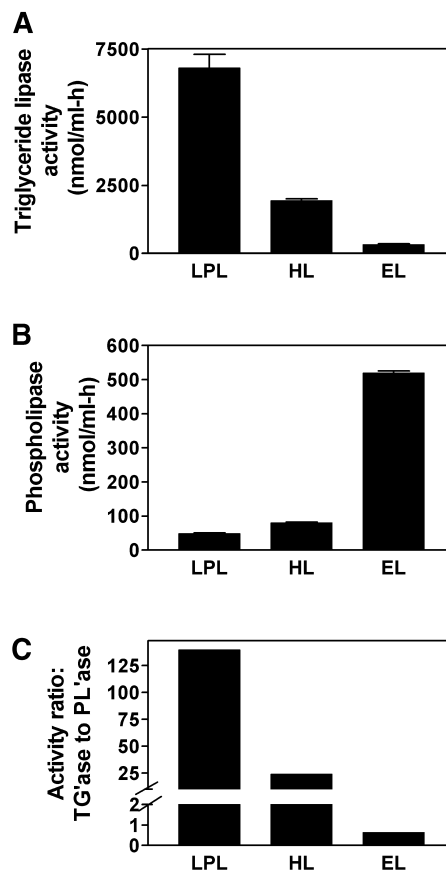 A
Triglyceride lipase
activity
(nmol/ml-h)
7500
5000
2500
0
LPL HL EL
B
Phospholipase
activity
(nmol/ml-h)
600
500
400
300
200
100
0
LPL HL EL
C
Activity ratio:
TG'ase to PL'ase
125
100
75
50
25
2
1
0
LPL HL EL